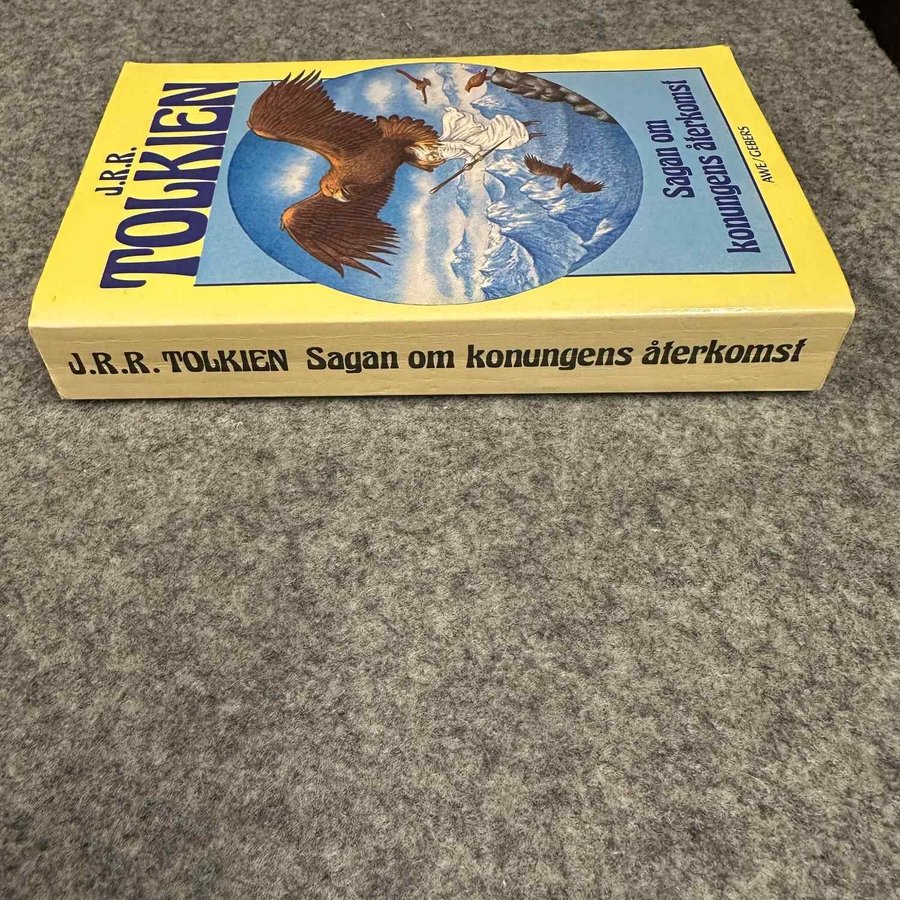 J.R.R.
TOLKIEN
Sagan om
konungens återkomst
AWE/GEBERS
J.R.R. TOLKIEN Sagan om konungens återkomst